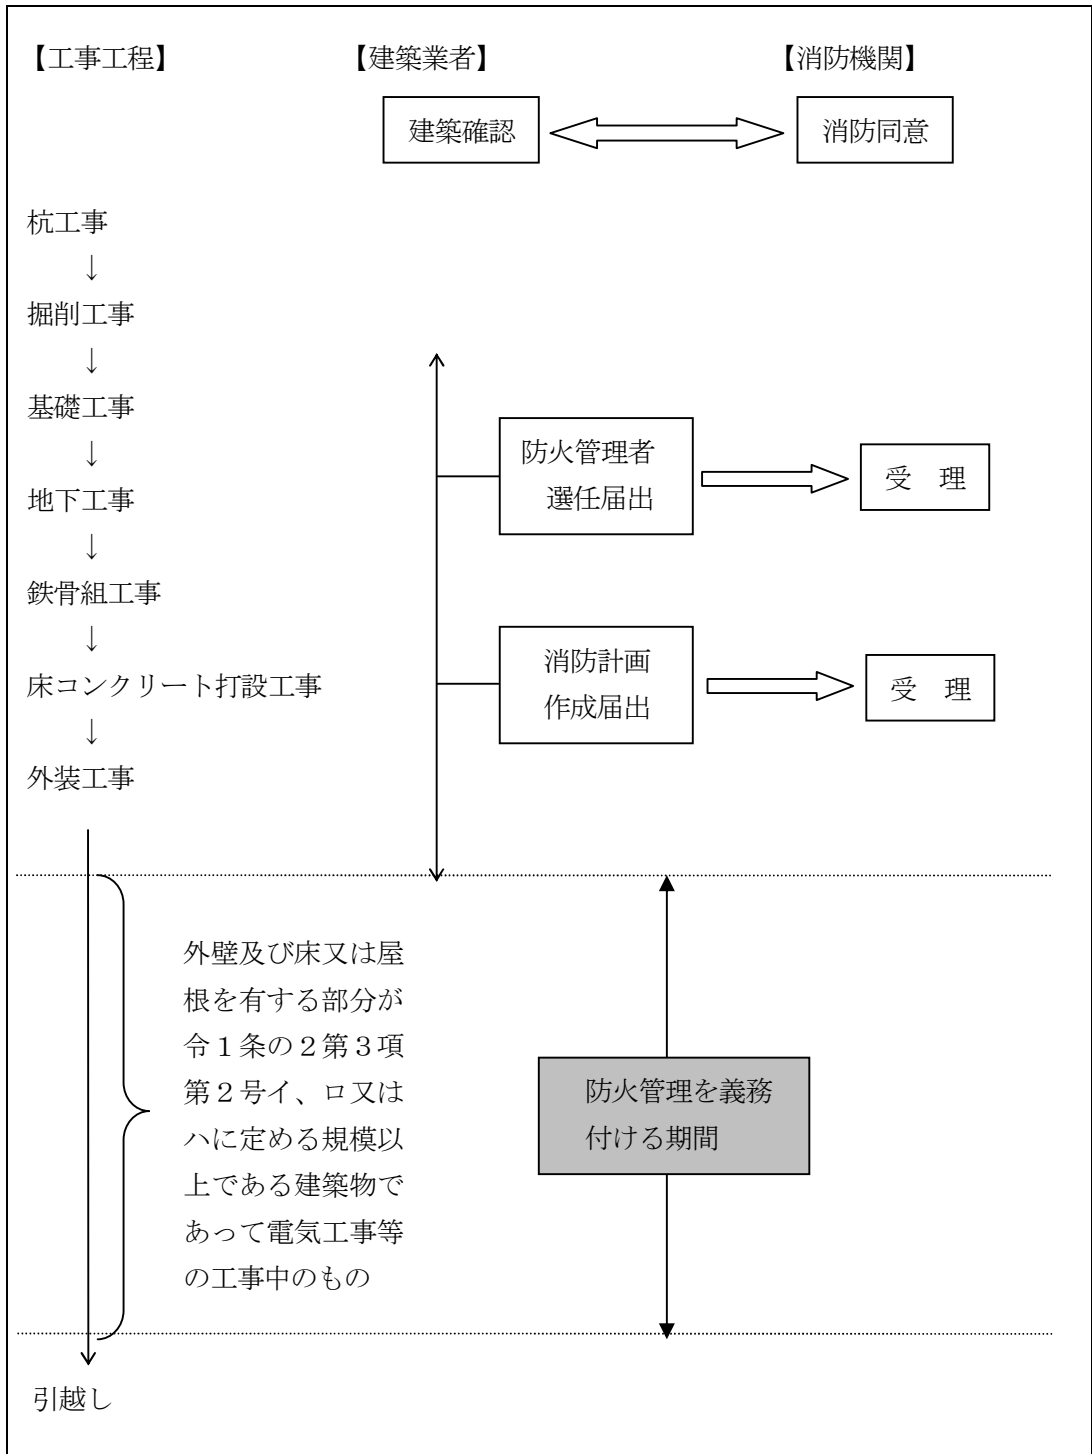 【工事工程】 【建築業者】 【消防機関】
建築確認 消防同意
杭工事
↓
掘削工事
↓
基礎工事
↓
地下工事
↓
鉄骨組工事
↓
床コンクリート打設工事
↓
外装工事
防火管理者
選任届出
受　理
消防計画
作成届出
受　理
外壁及び床又は屋
根を有する部分が
令１条の２第３項
第２号イ、ロ又は
ハに定める規模以
上である建築物で
あって電気工事等
の工事中のもの
防火管理を義務
付ける期間
引越し